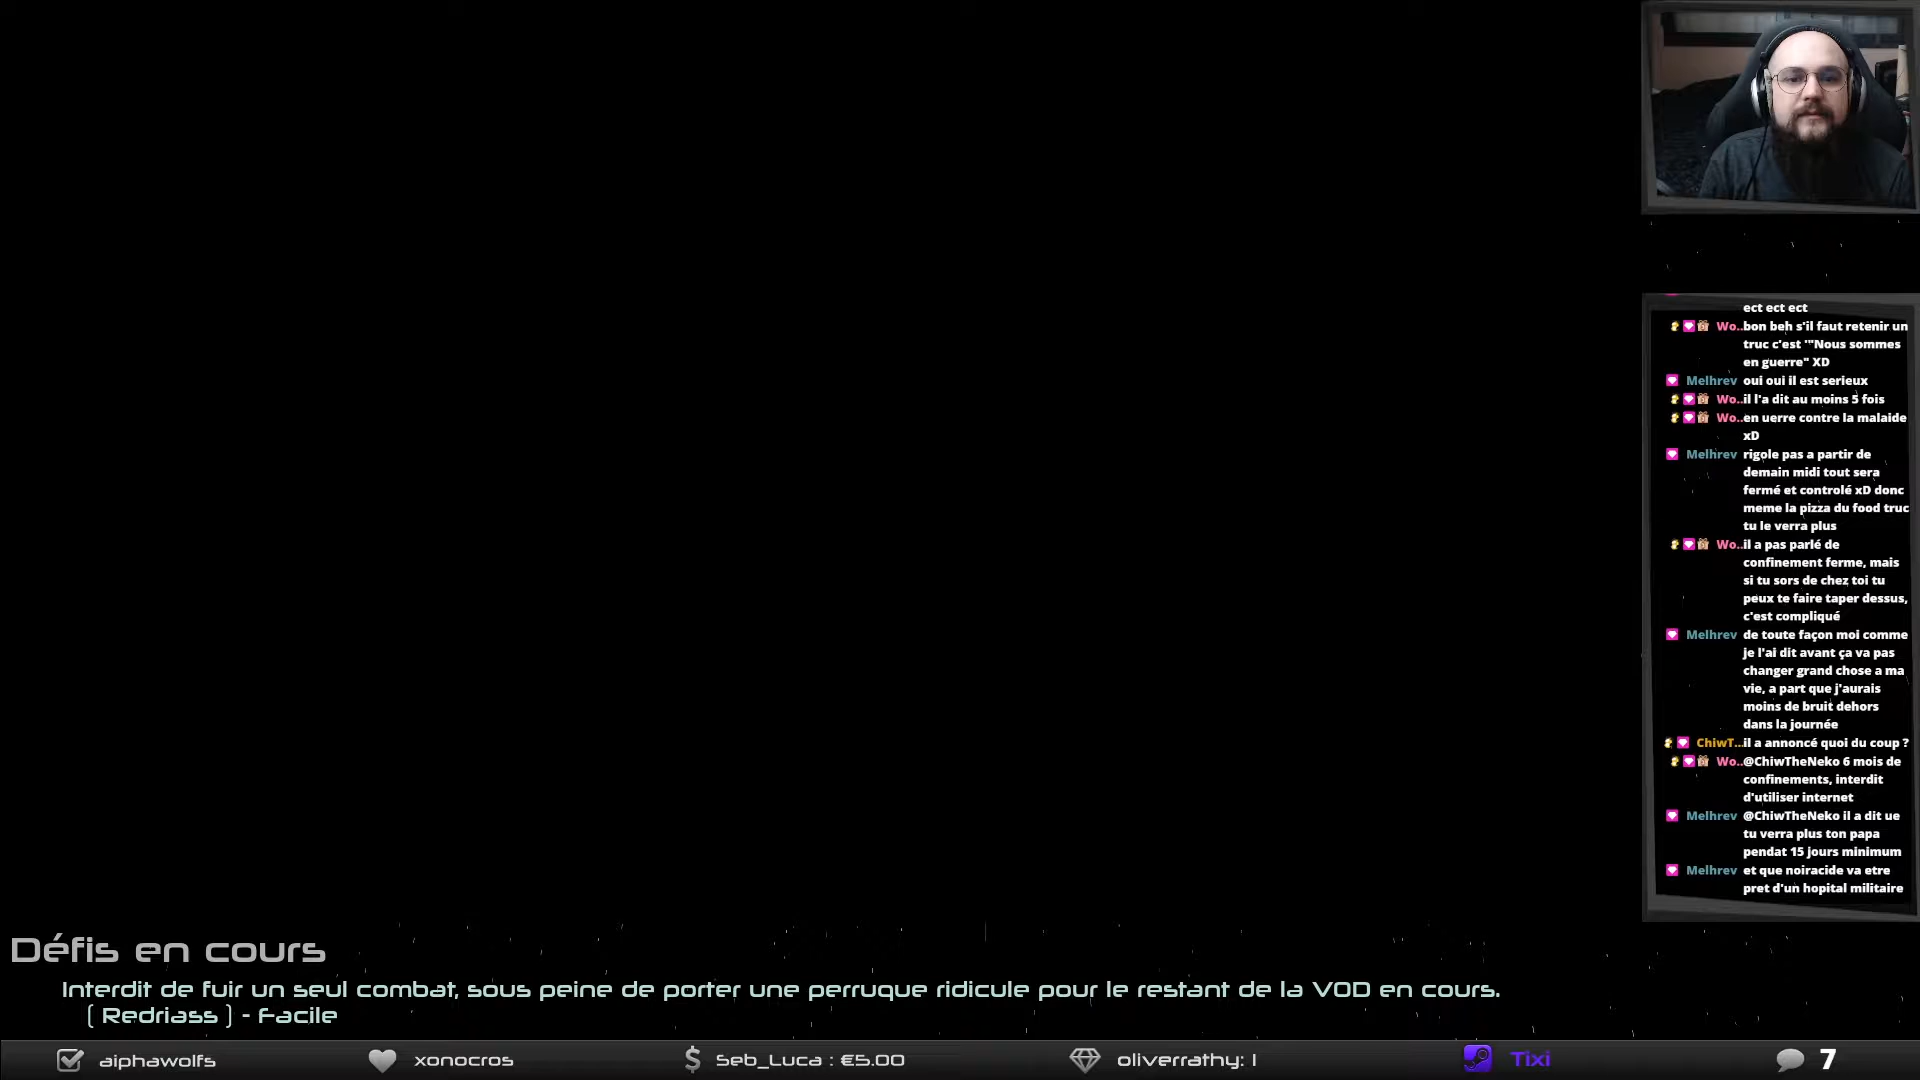 ect ect ect
Wo.. bon beh s'il faut retenir un
truc c'est '"Nous sommes
en guerre" XD
Melhrev oui oui il est serieux
Wo.. il l'a dit au moins 5 fois
Wo.. en uerre contre la malaide
xD
Melhrev rigole pas a partir de
demain midi tout sera
fermé et controlé xD donc
meme la pizza du food truc
tu le verra plus
Wo.. il a pas parlé de
confinement ferme, mais
si tu sors de chez toi tu
peux te faire taper dessus,
c'est compliqué
Melhrev de toute façon moi comme
je l'ai dit avant ça va pas
changer grand chose a ma
vie, a part que j'aurais
moins de bruit dehors
dans la journée
ChiwT... il a annoncé quoi du coup ?
Wo.. @ChiwTheNeko 6 mois de
confinements, interdit
d'utiliser internet
Melhrev @ChiwTheNeko il a dit ue
tu verra plus ton papa
pendat 15 jours minimum
Melhrev et que noiracide va etre
pret d'un hopital militaire
Défis en cours
Interdit de fuir un seul combat, sous peine de porter une perruque ridicule pour le restant de la VOD en cours.
( Redriass ) - Facile
aiphawolfs xonocros $ Seb_Luca : €5.00 oliverrathy: 1 Tixi 7